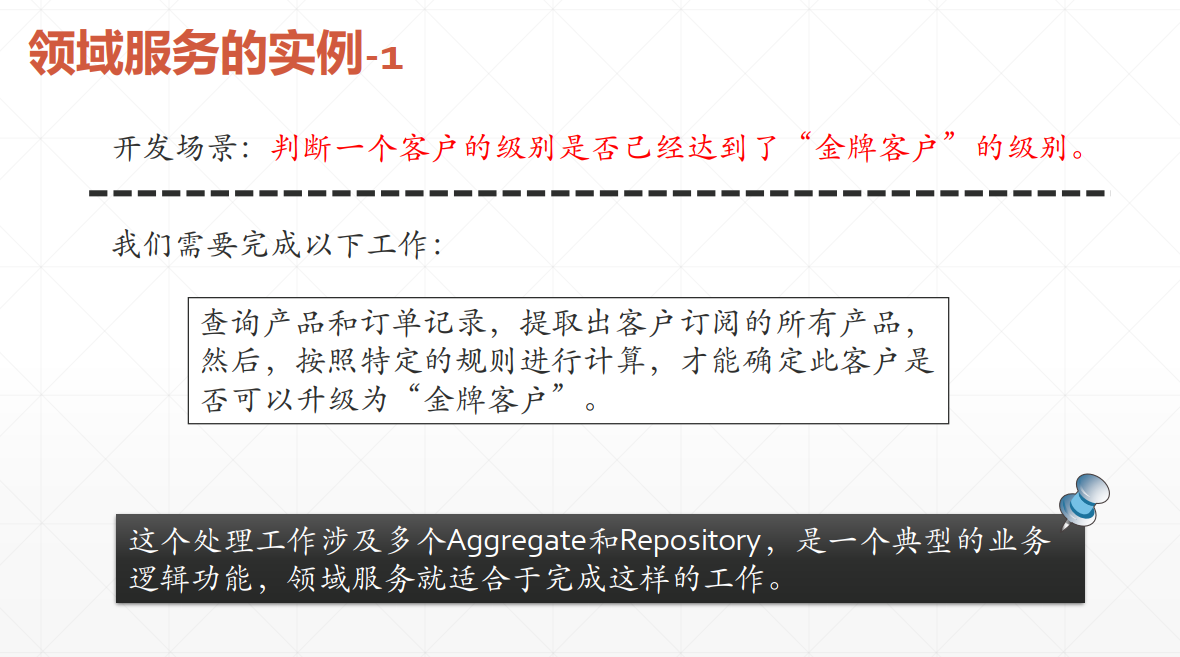 领域服务的实例-1
开发场景：判断一个客户的级别是否己经达到了“金牌客户”的级别。
我们需要完成以下工作：
查询产品和订单记录，提取出客户订阅的所有产品，
然后，按照特定的规则进行计算，才能确定此客户是
否可以升级为“金牌客户”。
这个处理工作涉及多个Aggregate和Repository，是一个典型的业务
逻辑功能，领域服务就适合于完成这样的工作。